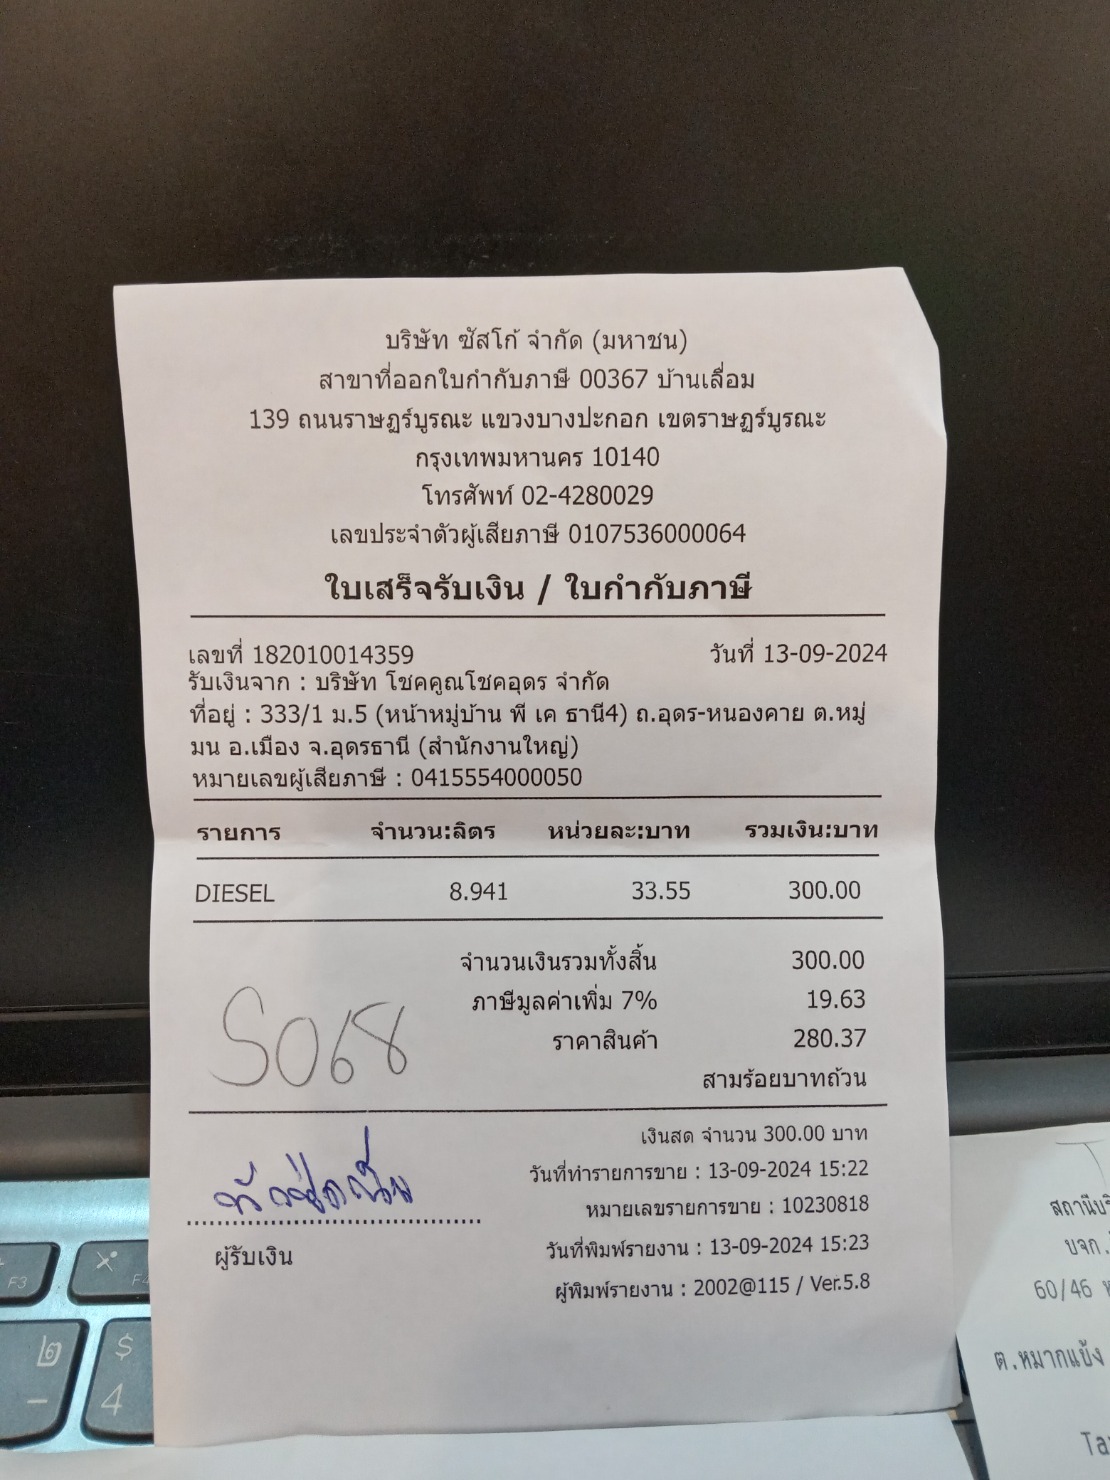 บริษัท ซัสโก้ จำกัด (มหาชน)
สาขาที่ออกใบกำกับภาษี 00367 บ้านเลื่อม
139 ถนนราษฏร์บูรณะ แขวงบางปะกอก เขตราษฏร์บูรณะ
กรุงเทพมหานคร 10140
โทรศัพท์ 02-4280029
เลขประจำตัวผู้เสียภาษี 0107536000064
ใบเสร็จรับเงิน / ใบกำกับภาษี
เลขที่ 182010014359 วันที่ 13-09-2024
รับเงินจาก : บริษัท โชคคูณโชคอุดร จำกัด
ที่อยู่ : 333/1 ม.5 (หน้าหมู่บ้าน พี เค ธานี4) ถ.อุดร-หนองคาย ต.หมู่
มน อ.เมือง จ.อุดรธานี (สำนักงานใหญ่)
หมายเลขผู้เสียภาษี : 0415554000050
รายการ จำนวน:ลิตร หน่วยละ:บาท รวมเงิน:บาท
DIESEL 8.941 33.55 300.00
จำนวนเงินรวมทั้งสิ้น 300.00
ภาษีมูลค่าเพิ่ม 7% 19.63
ราคาสินค้า 280.37
สามร้อยบาทถ้วน
S068
เงินสด จำนวน 300.00 บาท
วันที่ทำรายการขาย : 13-09-2024 15:22
หมายเลขรายการขาย : 10230818
วันที่พิมพ์รายงาน : 13-09-2024 15:23
ผู้พิมพ์รายงาน : 2002@115 / Ver.5.8
ผู้รับเงิน
บจก.
60/46
ต.หมากแข้ง
F3
F4
๒
-
$
4